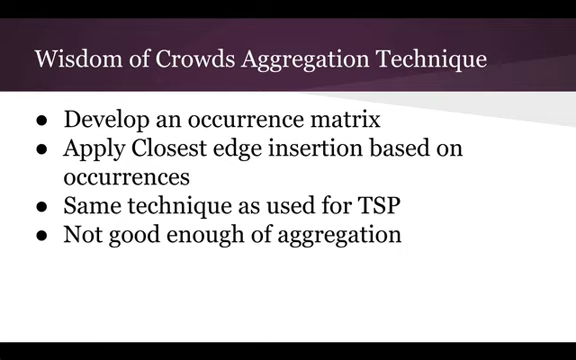 Wisdom of Crowds Aggregation Technique
● Develop an occurrence matrix
● Apply Closest edge insertion based on
occurrences
● Same technique as used for TSP
● Not good enough of aggregation